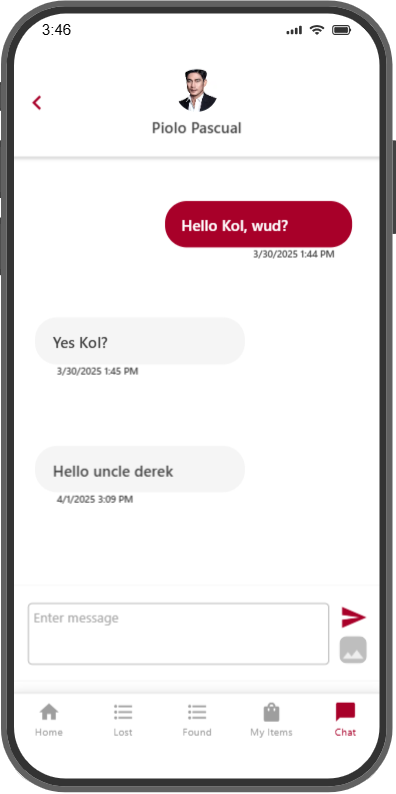 3:46
Piolo Pascual
Hello Kol, wud?
3/30/2025 1:44 PM
Yes Kol?
3/30/2025 1:45 PM
Hello uncle derek
4/1/2025 3:09 PM
Enter message
Home Lost Found My Items Chat